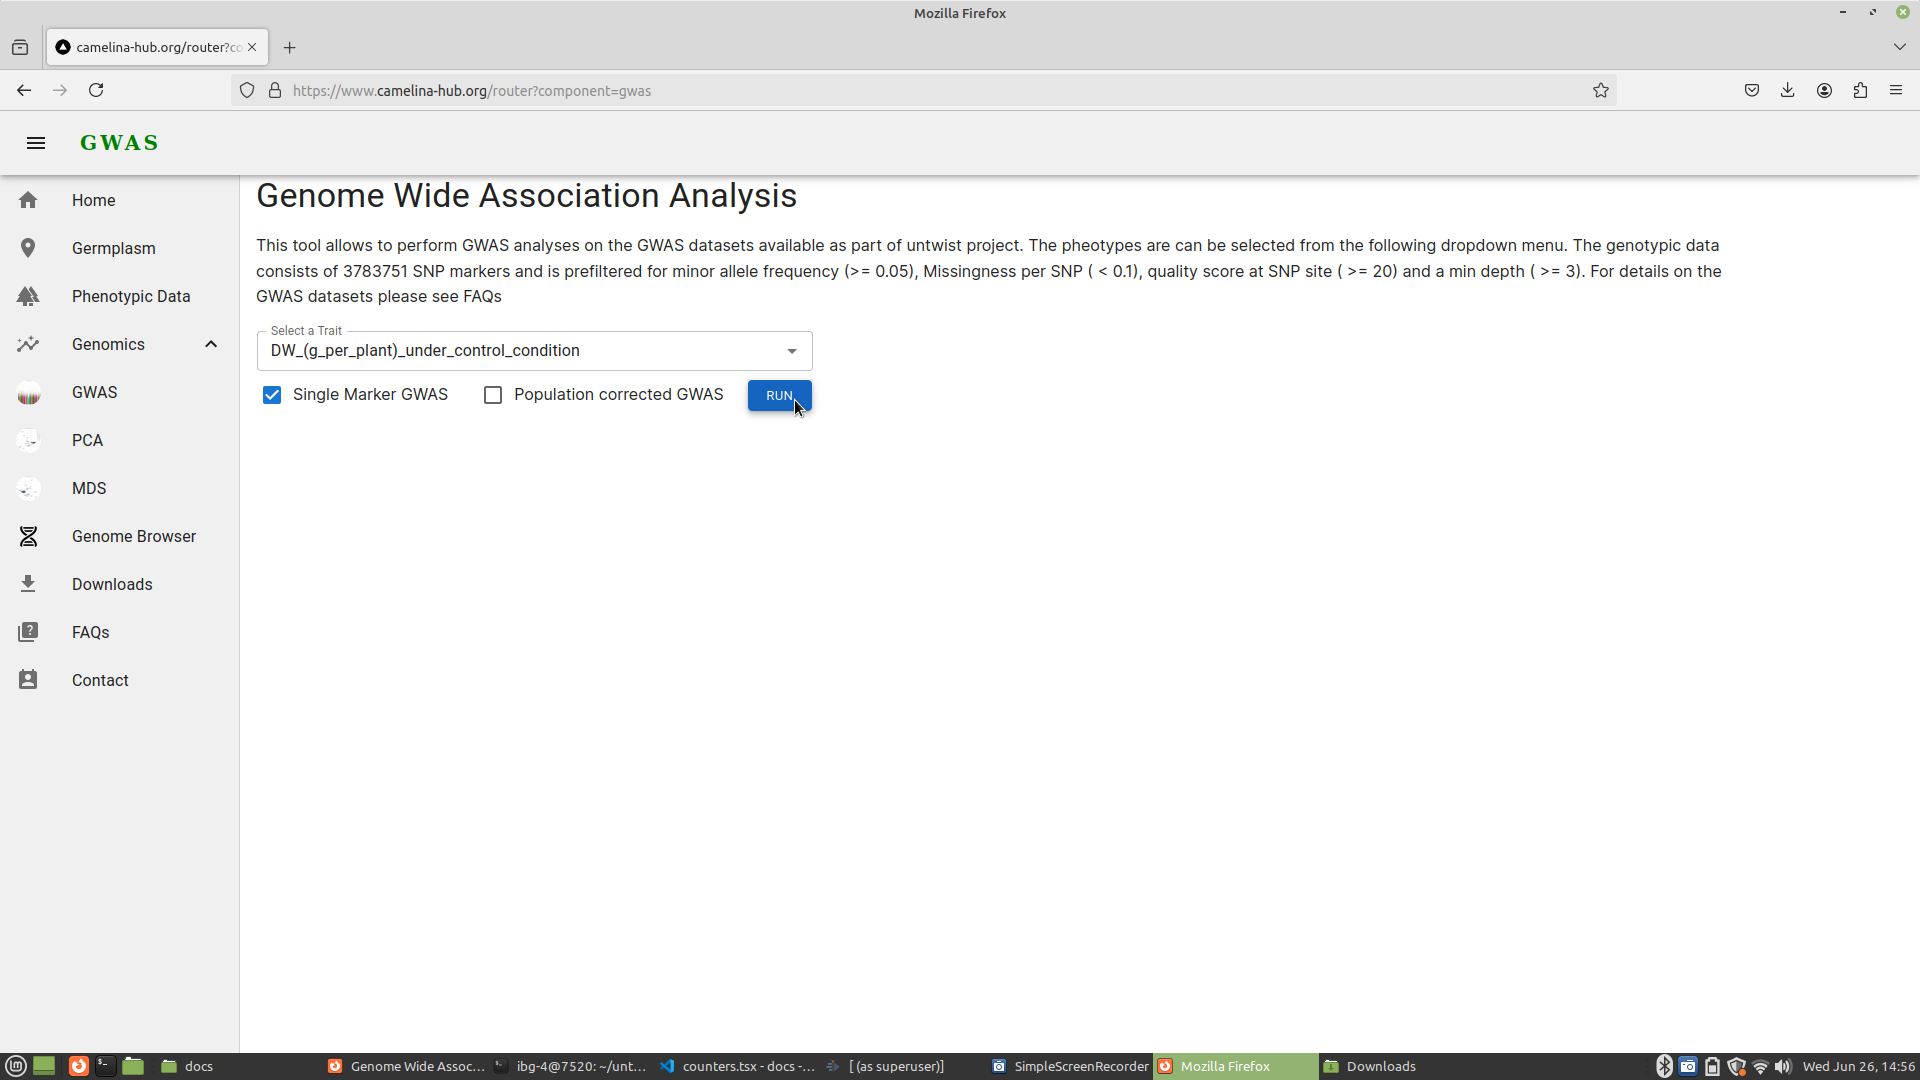 Mozilla Firefox
camelina-hub.org/router?co
https://www.camelina-hub.org/router?component=gwas
GWAS
Genome Wide Association Analysis
Home
Germplasm
Phenotypic Data
Genomics
GWAS
PCA
MDS
Genome Browser
Downloads
FAQs
Contact
This tool allows to perform GWAS analyses on the GWAS datasets available as part of untwist project. The pheotypes are can be selected from the following dropdown menu. The genotypic data
consists of 3783751 SNP markers and is prefiltered for minor allele frequency (>= 0.05), Missingness per SNP ( < 0.1), quality score at SNP site ( >= 20) and a min depth ( >= 3). For details on the
GWAS datasets please see FAQs
Select a Trait
DW_(g_per_plant)_under_control_condition
Single Marker GWAS Population corrected GWAS RUN
docs Genome Wide Assoc... ibg-4@7520: ~/unt... counters.tsx - docs -... [ (as superuser)] SimpleScreenRecorder Mozilla Firefox Downloads Wed Jun 26, 14:56